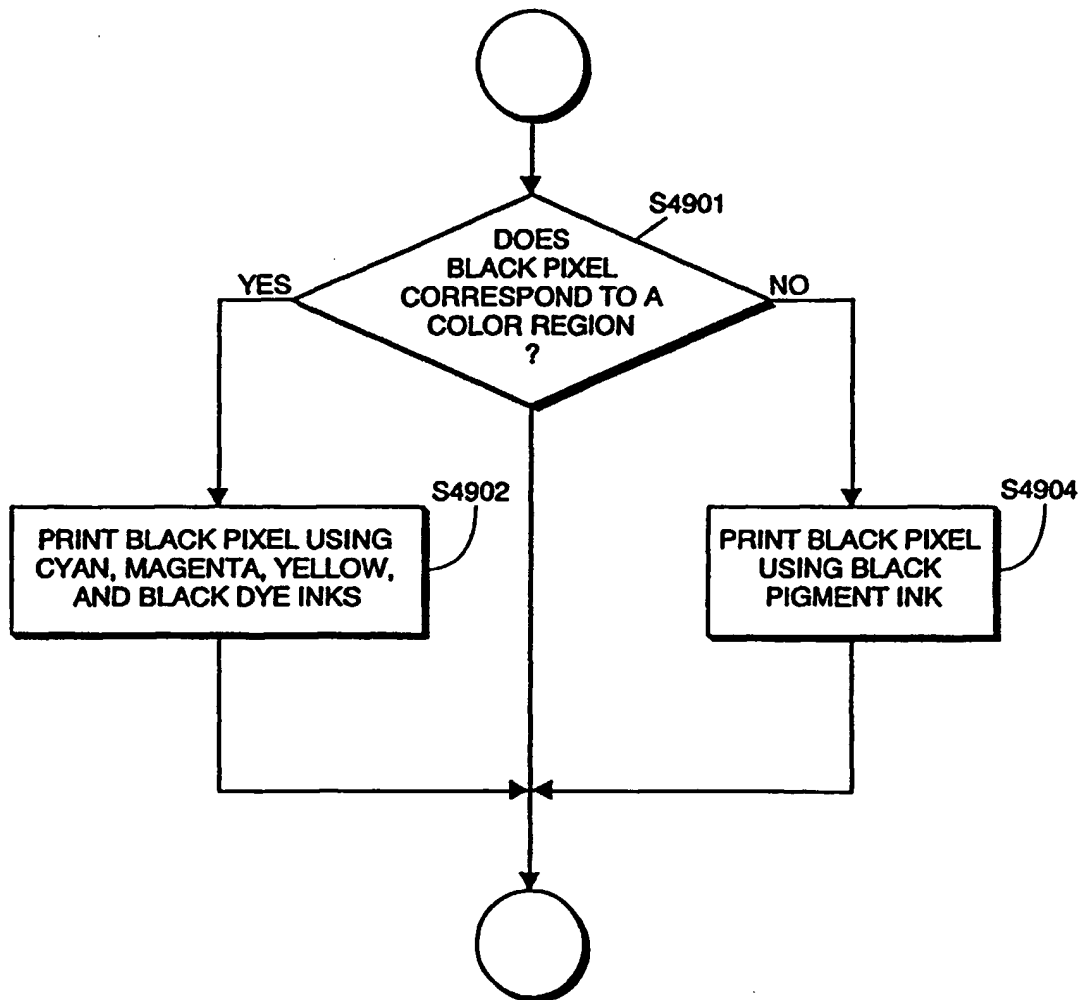 S4901
DOES
BLACK PIXEL
CORRESPOND TO A
COLOR REGION
?
YES
NO
S4902
PRINT BLACK PIXEL USING
CYAN, MAGENTA, YELLOW,
AND BLACK DYE INKS
S4904
PRINT BLACK PIXEL
USING BLACK
PIGMENT INK